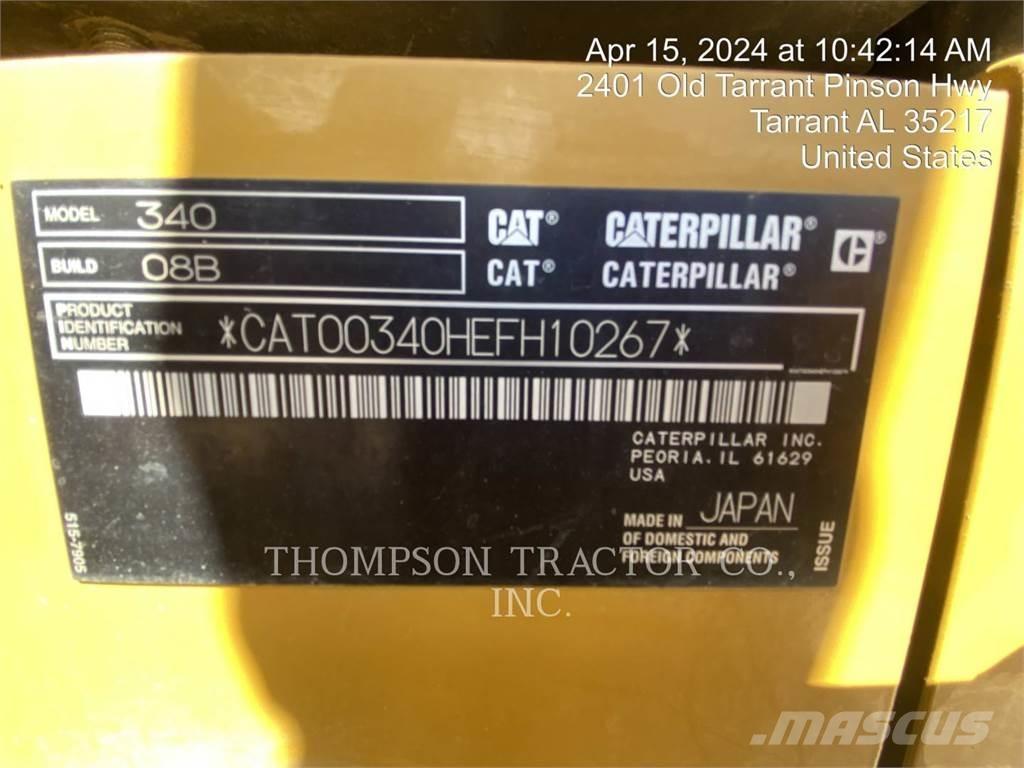 Apr 15, 2024 at 10:42:14 AM
2401 Old Tarrant Pinson Hwy
Tarrant AL 35217
United States
MODEL 340
BUILD 08B
CAT® CATERPILLAR®
CAT® CATERPILLAR®
PRODUCT
IDENTIFICATION
NUMBER
*CAT00340HEFH10267*
CATERPILLAR INC.
PEORIA, IL 61629
USA
MADE IN JAPAN
OF DOMESTIC AND
FOREIGN COMPONENTS
515-7905
ISSUE
THOMPSON TRACTOR CO.,
INC.
MASCUS